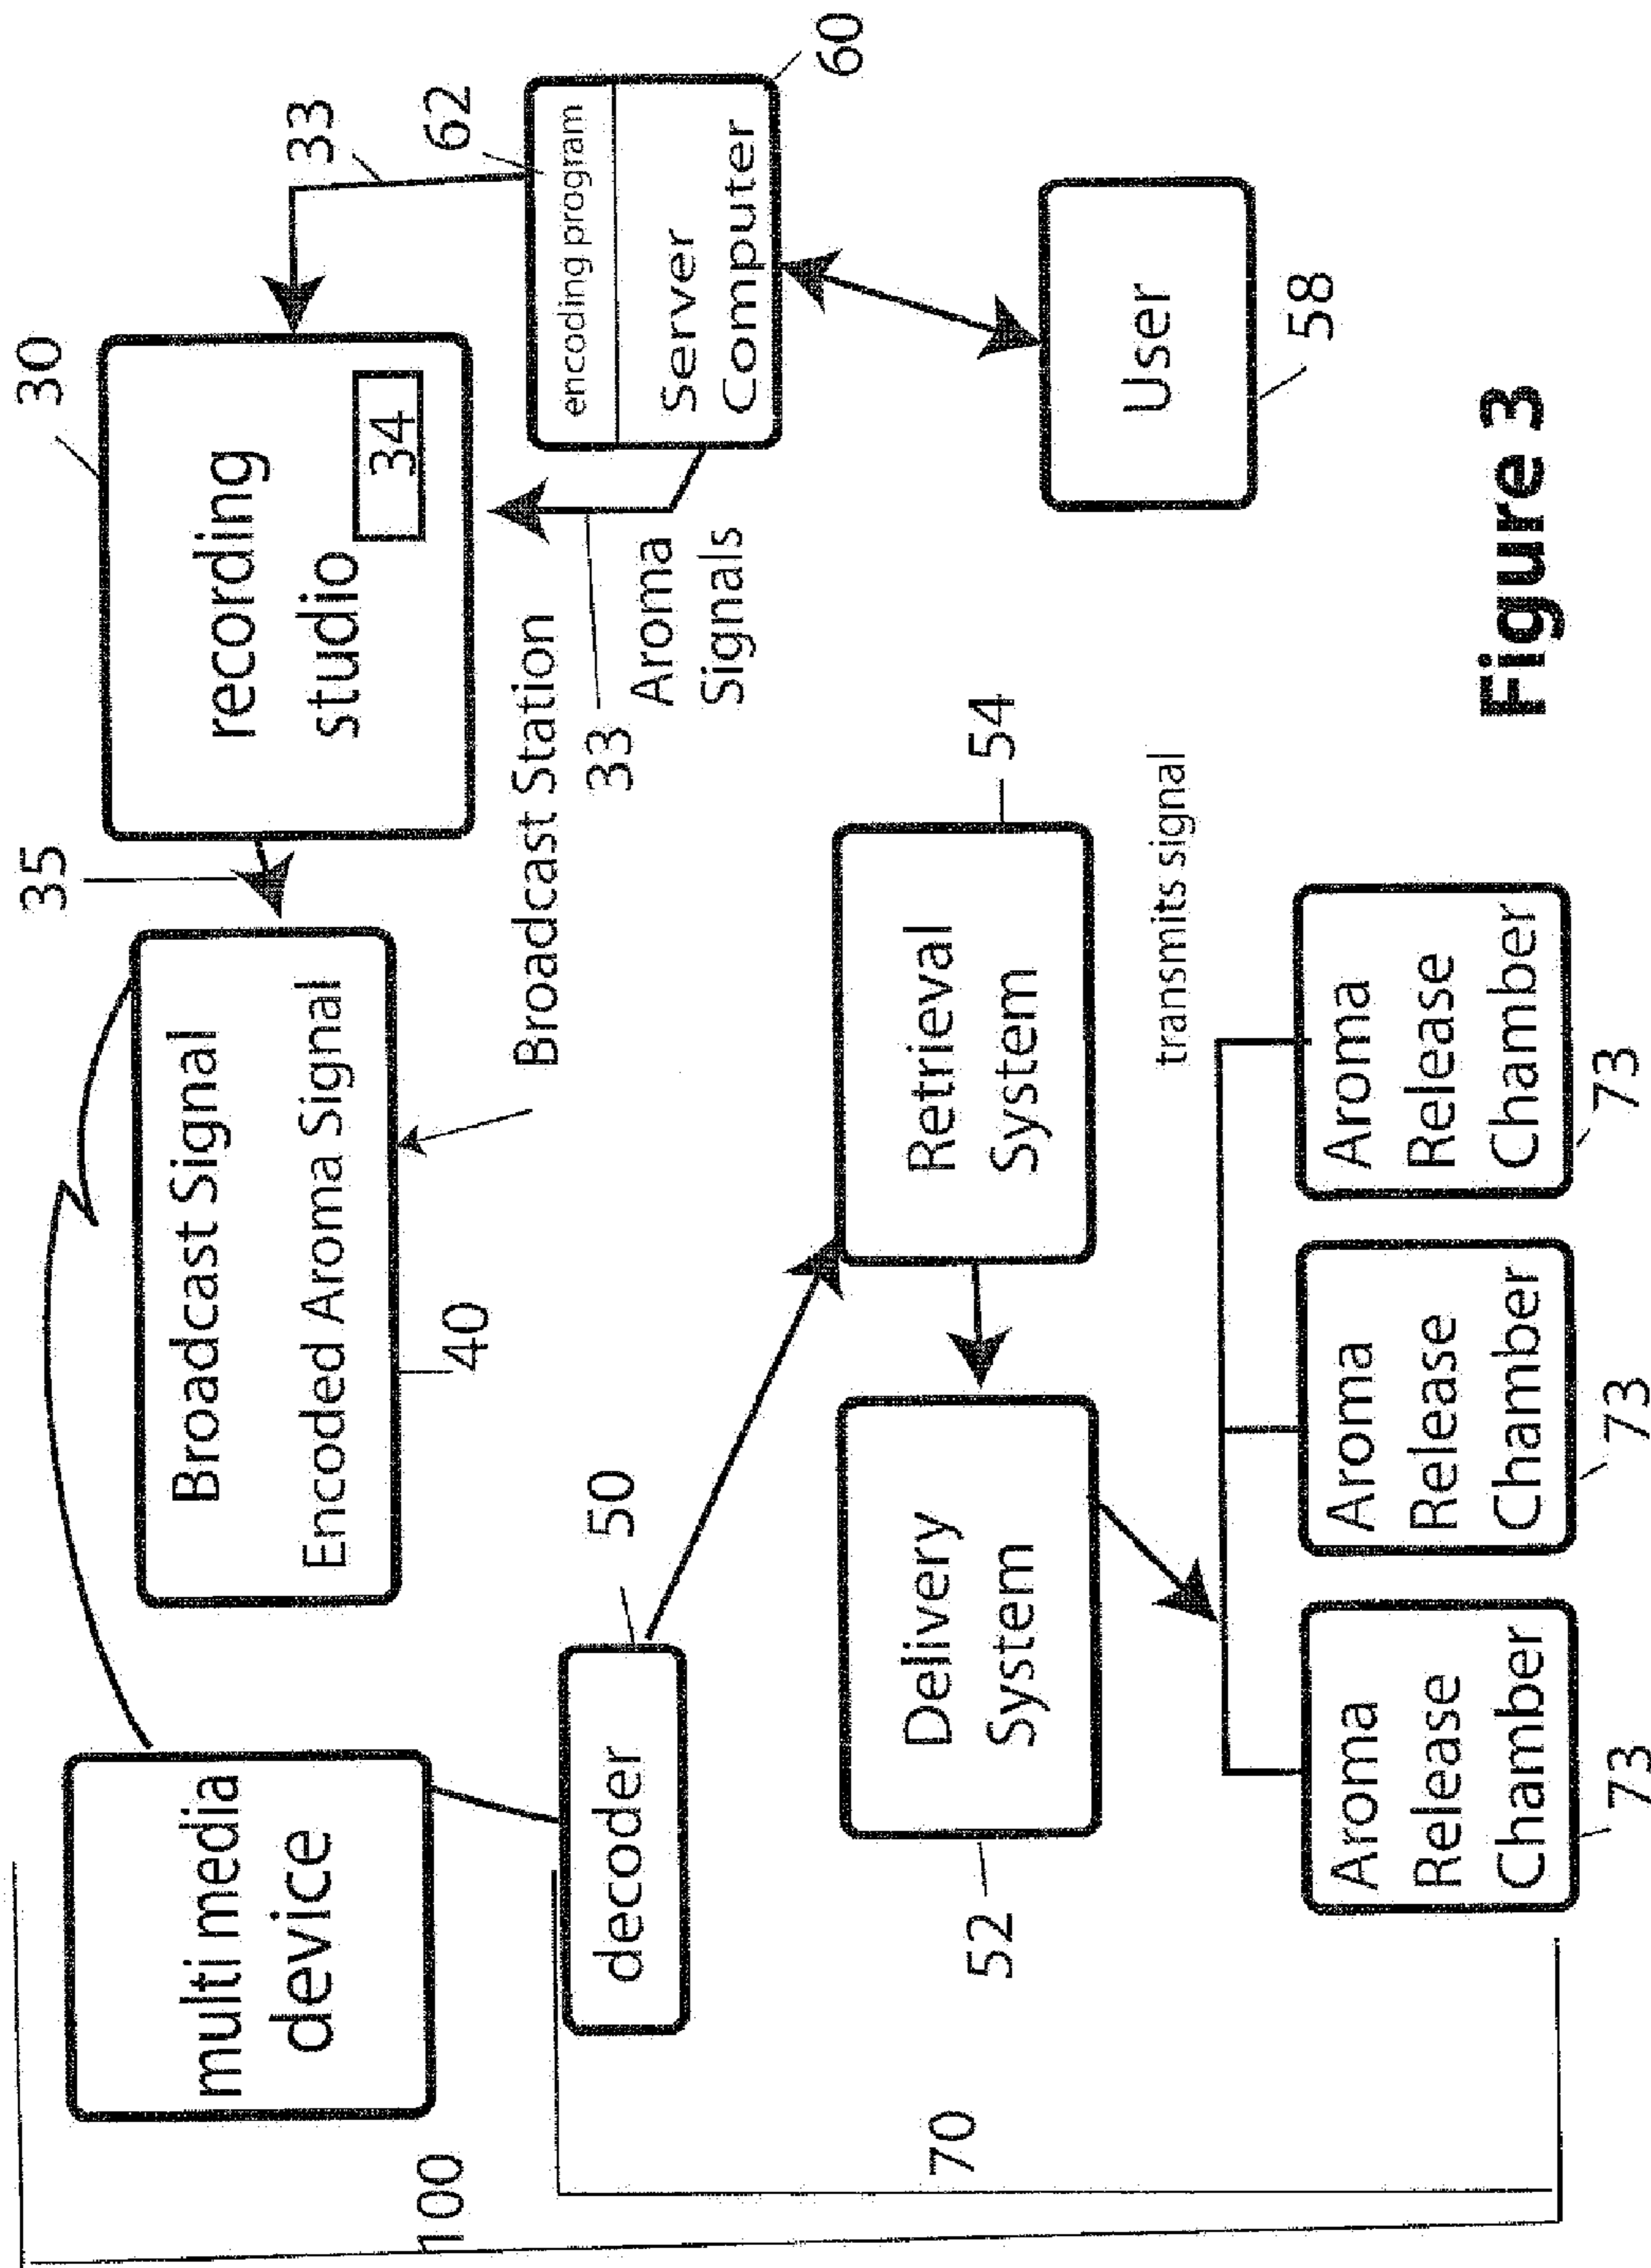 30
33
35
recording
studio
34
62
encoding program
Server
Computer
60
Broadcast Signal
Encoded Aroma Signal
40
Broadcast Station
33
Aroma
Signals
multi media
device
100
decoder
50
User
58
Retrieval
System
54
Delivery
System
52
70
transmits signal
Aroma
Release
Chamber
73
Aroma
Release
Chamber
73
Aroma
Release
Chamber
73
Figure 3